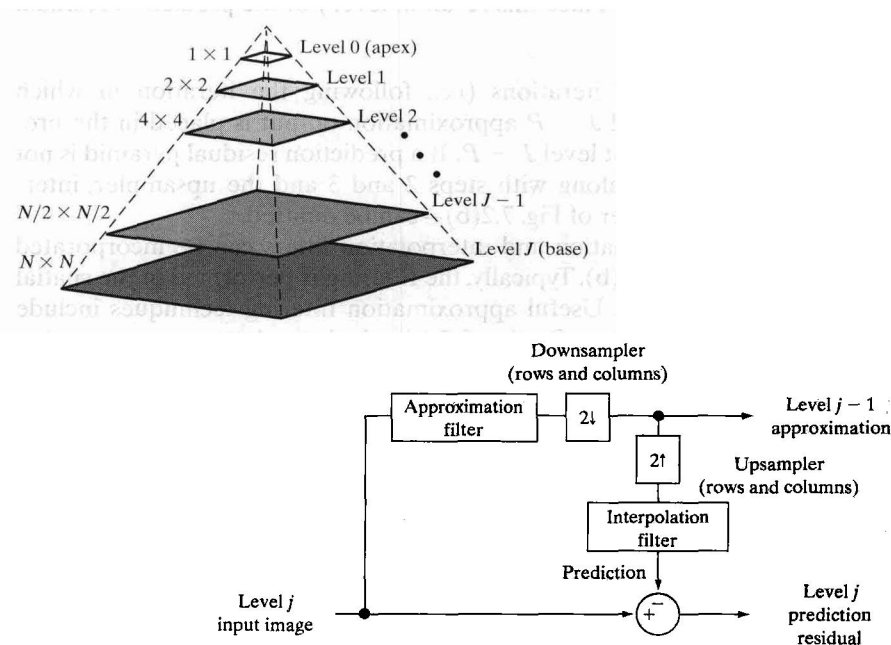 1 × 1
Level 0 (apex)
2 × 2
Level 1
4 × 4
Level 2
N/2 × N/2
Level J − 1
N × N
Level J (base)
Downsampler
(rows and columns)
Approximation
filter
2↓
Level j − 1
approximation
2↑
Upsampler
(rows and columns)
Interpolation
filter
Prediction
Level j
input image
+
−
Level j
prediction
residual